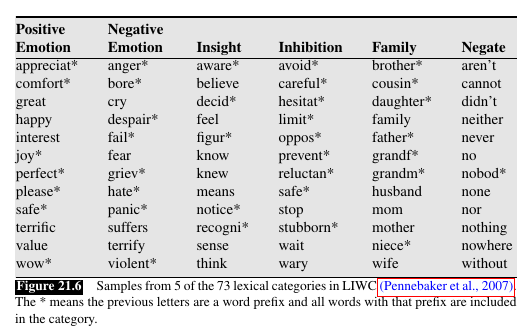 Positive Negative
Emotion Emotion Insight Inhibition Family Negate
appreciat* anger* aware* avoid* brother* aren't
comfort* bore* believe careful* cousin* cannot
great cry decid* hesitat* daughter* didn't
happy despair* feel limit* family neither
interest fail* figur* oppos* father* never
joy* fear know prevent* grandf* no
perfect* griev* knew reluctan* grandm* nobod*
please* hate* means safe* husband none
safe* panic* notice* stop mom nor
terrific suffers recogni* stubborn* mother nothing
value terrify sense wait niece* nowhere
wow* violent* think wary wife without
Figure 21.6 Samples from 5 of the 73 lexical categories in LIWC (Pennebaker et al., 2007).
The * means the previous letters are a word prefix and all words with that prefix are included
in the category.